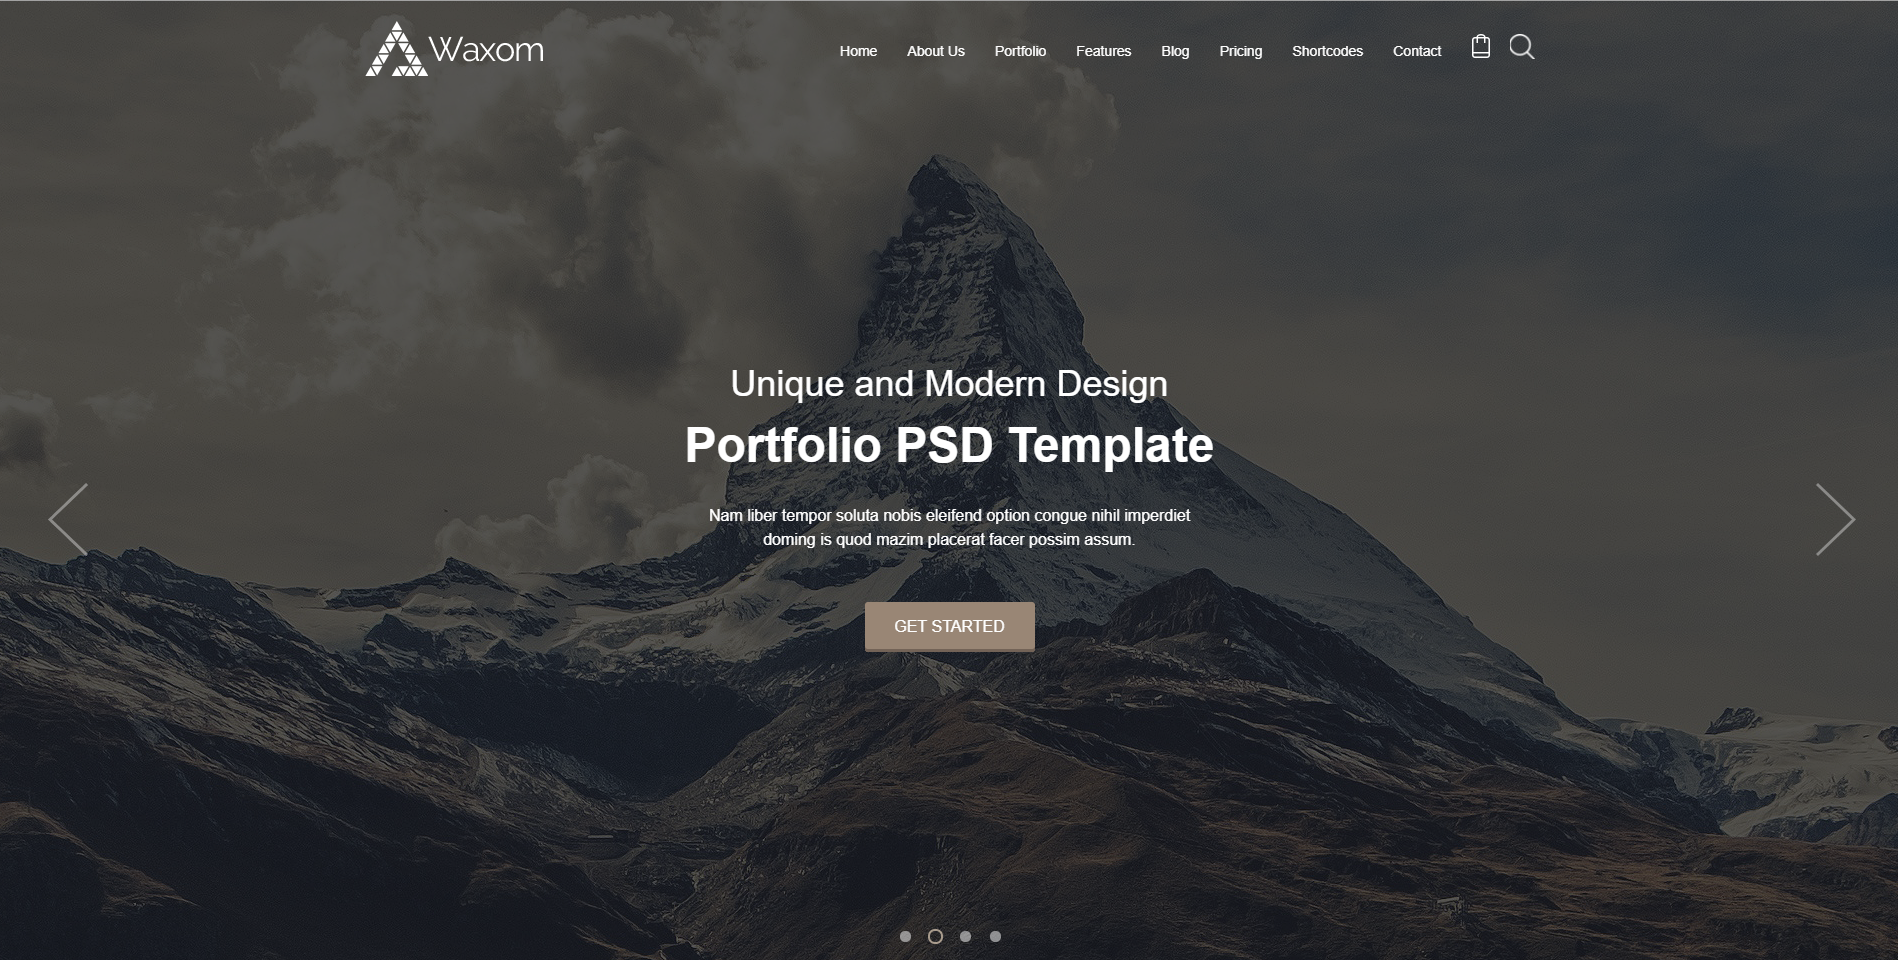 Waxom
Home About Us Portfolio Features Blog Pricing Shortcodes Contact
Unique and Modern Design
Portfolio PSD Template
Nam liber tempor soluta nobis eleifend option congue nihil imperdiet
doming is quod mazim placerat facer possim assum.
GET STARTED